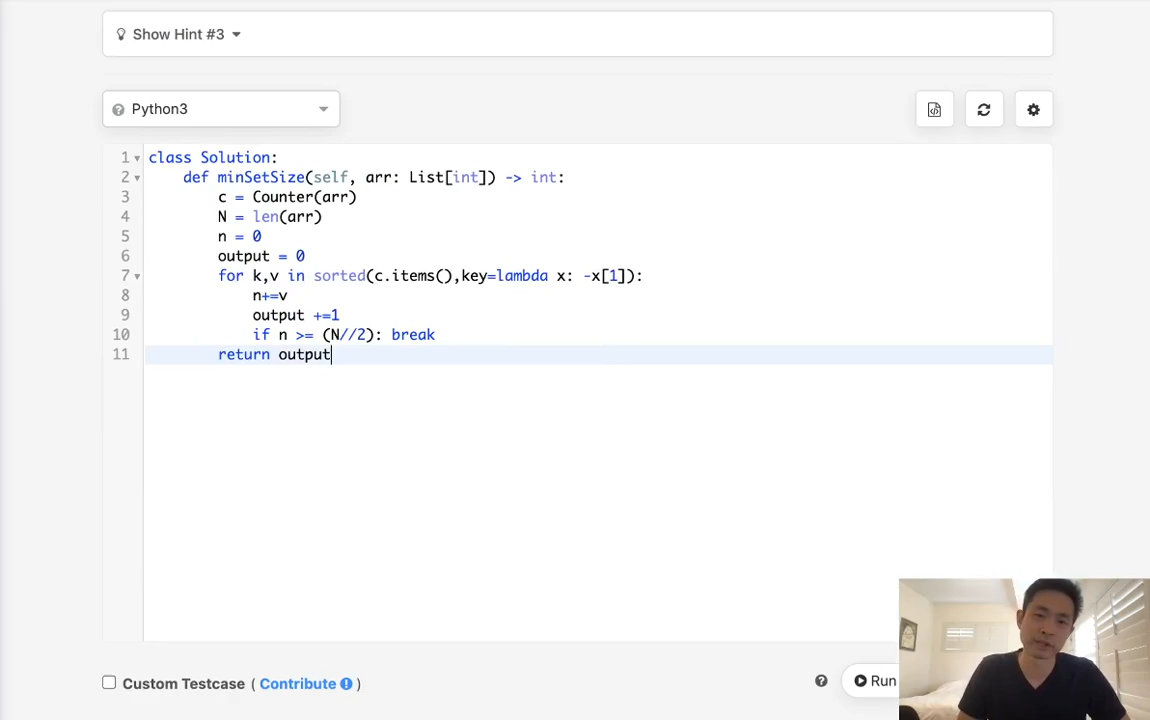 Show Hint #3
Python3
1 class Solution:
2 def minSetSize(self, arr: List[int]) -> int:
3 c = Counter(arr)
4 N = len(arr)
5 n = 0
6 output = 0
7 for k,v in sorted(c.items(),key=lambda x: -x[1]):
8 n+=v
9 output +=1
10 if n >= (N//2): break
11 return output
Custom Testcase ( Contribute )
Run